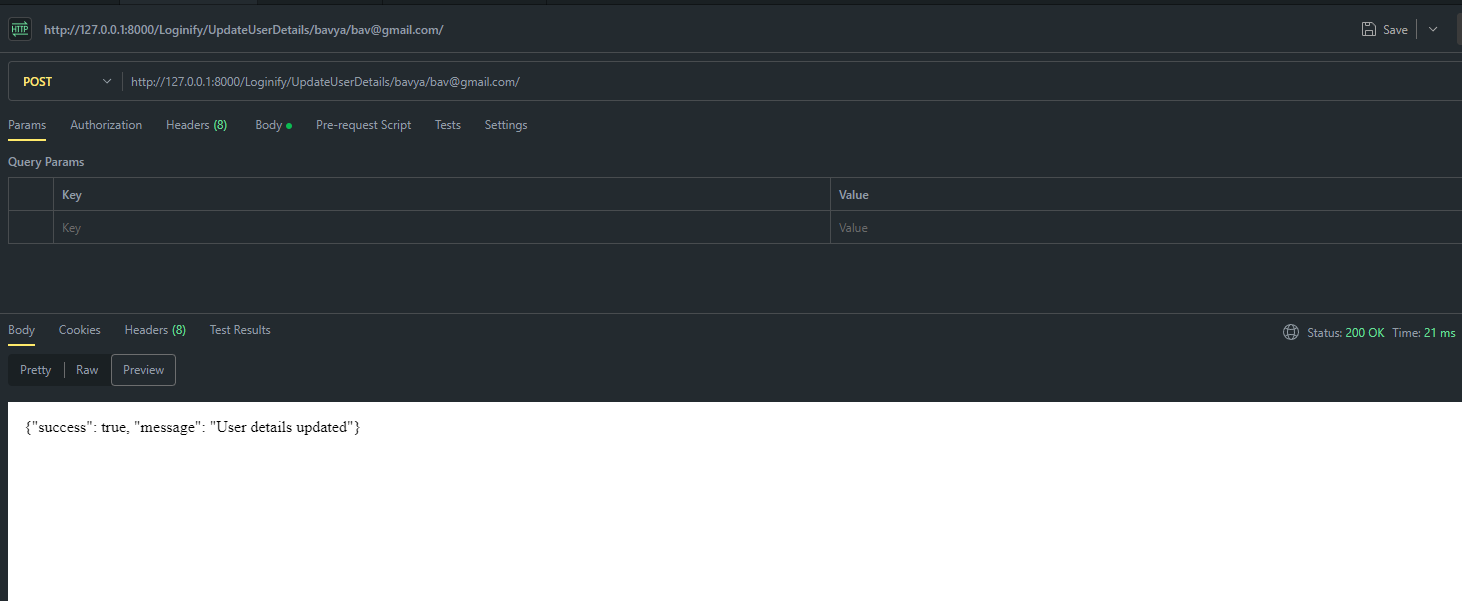 HTTP http://127.0.0.1:8000/Loginify/UpdateUserDetails/bavya/bav@gmail.com/ Save
POST http://127.0.0.1:8000/Loginify/UpdateUserDetails/bavya/bav@gmail.com/
Params Authorization Headers (8) Body Pre-request Script Tests Settings
Query Params
Key Value
Key Value
Body Cookies Headers (8) Test Results Status: 200 OK Time: 21 ms
Pretty Raw Preview
{"success": true, "message": "User details updated"}